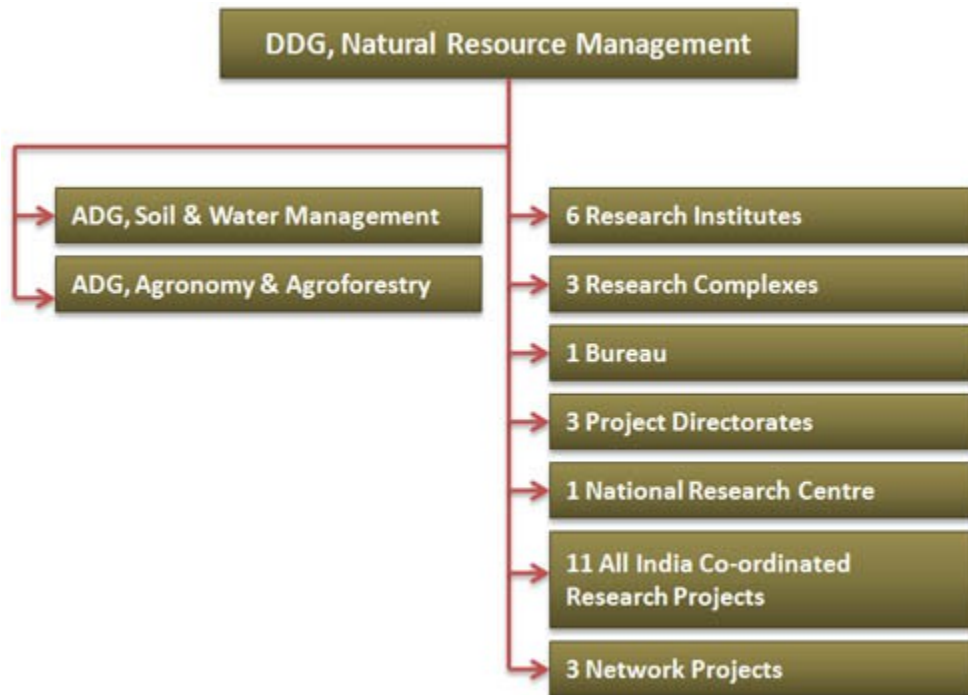 DDG, Natural Resource Management
ADG, Soil & Water Management
ADG, Agronomy & Agroforestry
6 Research Institutes
3 Research Complexes
1 Bureau
3 Project Directorates
1 National Research Centre
11 All India Co-ordinated
Research Projects
3 Network Projects